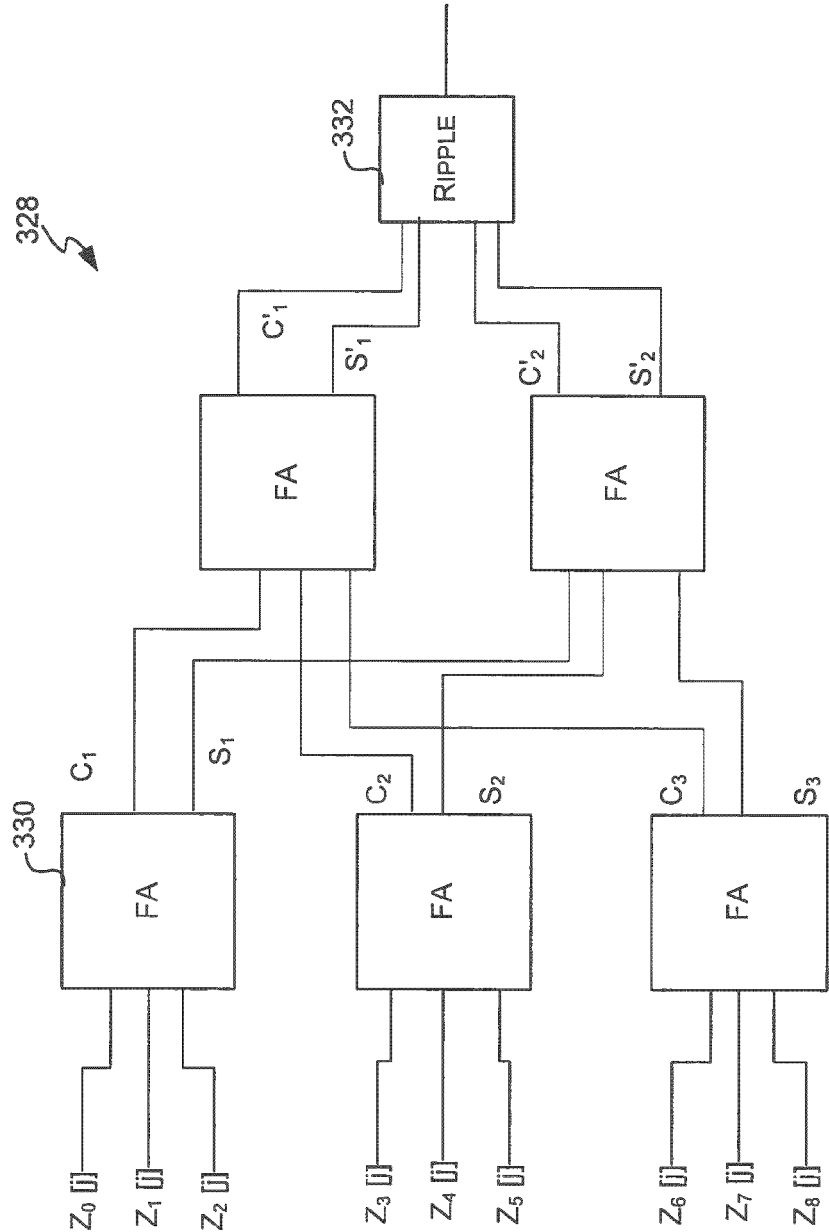 328
Z₀ [j]
Z₁ [j]
Z₂ [j]
330
FA
C₁
S₁
Z₃ [j]
Z₄ [j]
Z₅ [j]
FA
C₂
S₂
Z₆ [j]
Z₇ [j]
Z₈ [j]
FA
C₃
S₃
FA
C'₁
S'₁
FA
C'₂
S'₂
332
RIPPLE